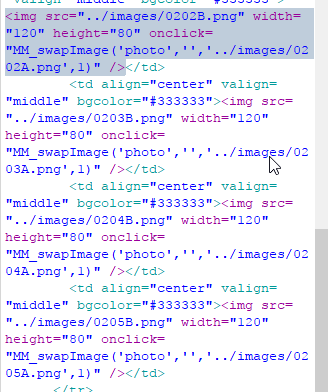 <img src="../images/0202B.png" width=
"120" height="80" onclick=
"MM_swapImage('photo','','../images/02
02A.png',1)" /></td>
<td align="center" valign=
"middle" bgcolor="#333333"><img src=
"../images/0203B.png" width="120"
height="80" onclick=
"MM_swapImage('photo','','../images/02
03A.png',1)" /></td>
<td align="center" valign=
"middle" bgcolor="#333333"><img src=
"../images/0204B.png" width="120"
height="80" onclick=
"MM_swapImage('photo','','../images/02
04A.png',1)" /></td>
<td align="center" valign=
"middle" bgcolor="#333333"><img src=
"../images/0205B.png" width="120"
height="80" onclick=
"MM_swapImage('photo','','../images/02
05A.png',1)" /></td>
</tr>